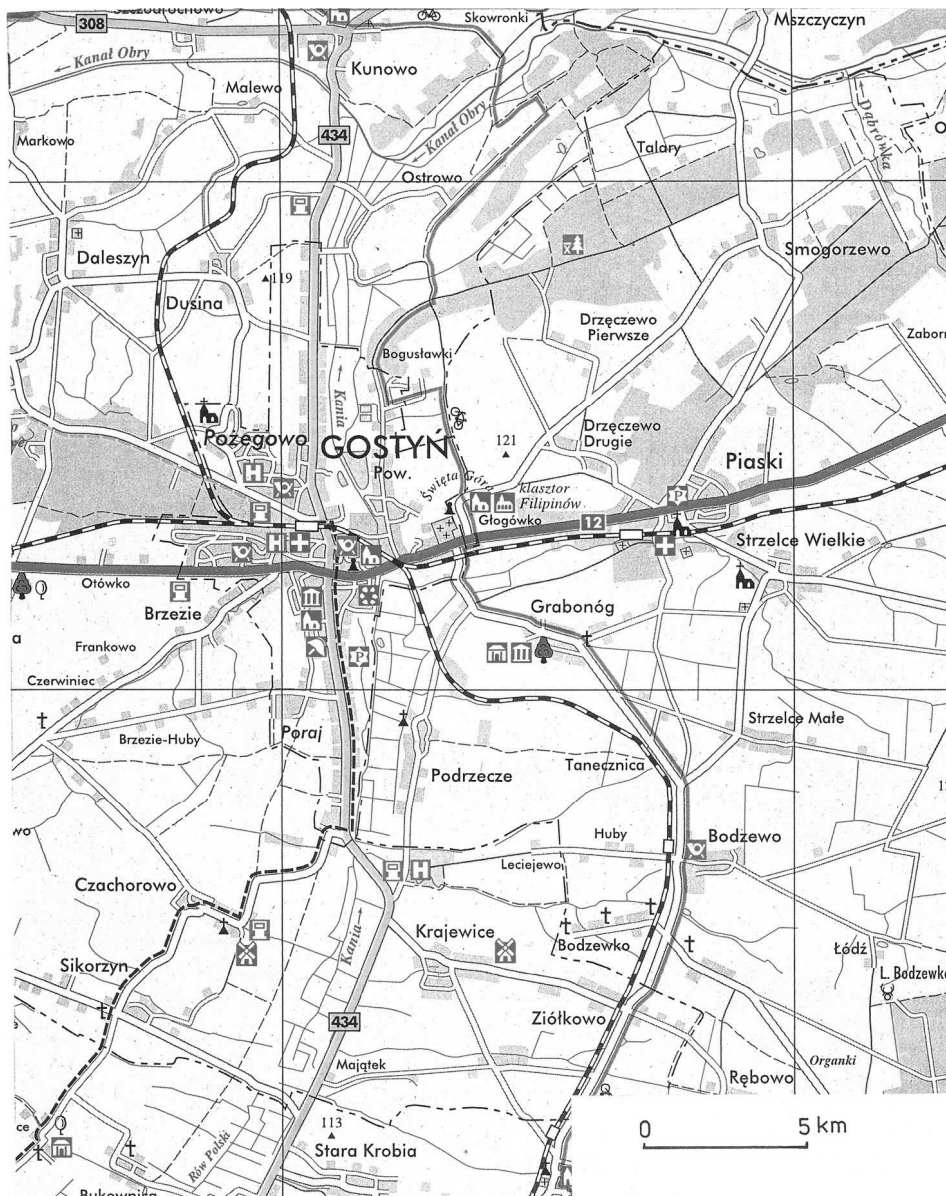 Szczodrochowo
308
Skowronki
Mszczyczyn
← Kanał Obry
Kunowo
Malewo
Dąbrówka
434
← Kanał Obry
Markowo
Talary
Ostrowo
Daleszyn
Smogorzewo
119
Dusina
Drzęczewo
Pierwsze
Bogusławki
Kania
Drzęczewo
Drugie
Pożegowo
GOSTYŃ
Pow.
121
Piaski
H
Święta Góra
klasztor
Filipinów
P
Głogówko
12
H
Strzelce Wielkie
Otówko
Brzezie
Grabonóg
Frankowo
P
Czerwiniec
Brzezie-Huby
Poraj
Strzelce Małe
Podrzecze
Tanecznica
Huby
Bodzewo
Leciejewo
H
Czachorowo
Kania
Krajewice
Bodzewko
Łódź
Sikorzyn
L. Bodzewko
434
Ziółkowo
Majątek
Organki
Rębowo
Rów Polski
113
Stara Krobia
0 5 km
Bukownica